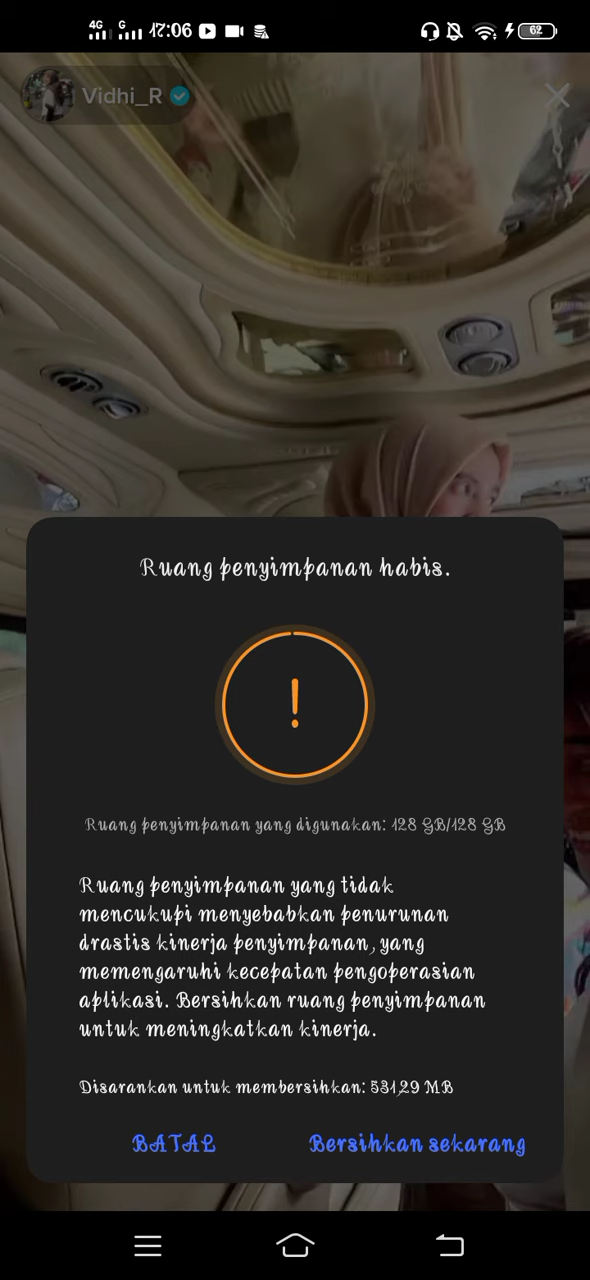 4G G 17:06 62
Vidhi_R
Ruang penyimpanan habis.
!
Ruang penyimpanan yang digunakan: 128 GB/128 GB
Ruang penyimpanan yang tidak
mencukupi menyebabkan penurunan
drastis kinerja penyimpanan, yang
memengaruhi kecepatan pengoperasian
aplikasi. Bersihkan ruang penyimpanan
untuk meningkatkan kinerja.
Disarankan untuk membersihkan: 531,29 MB
BATAL Bersihkan sekarang